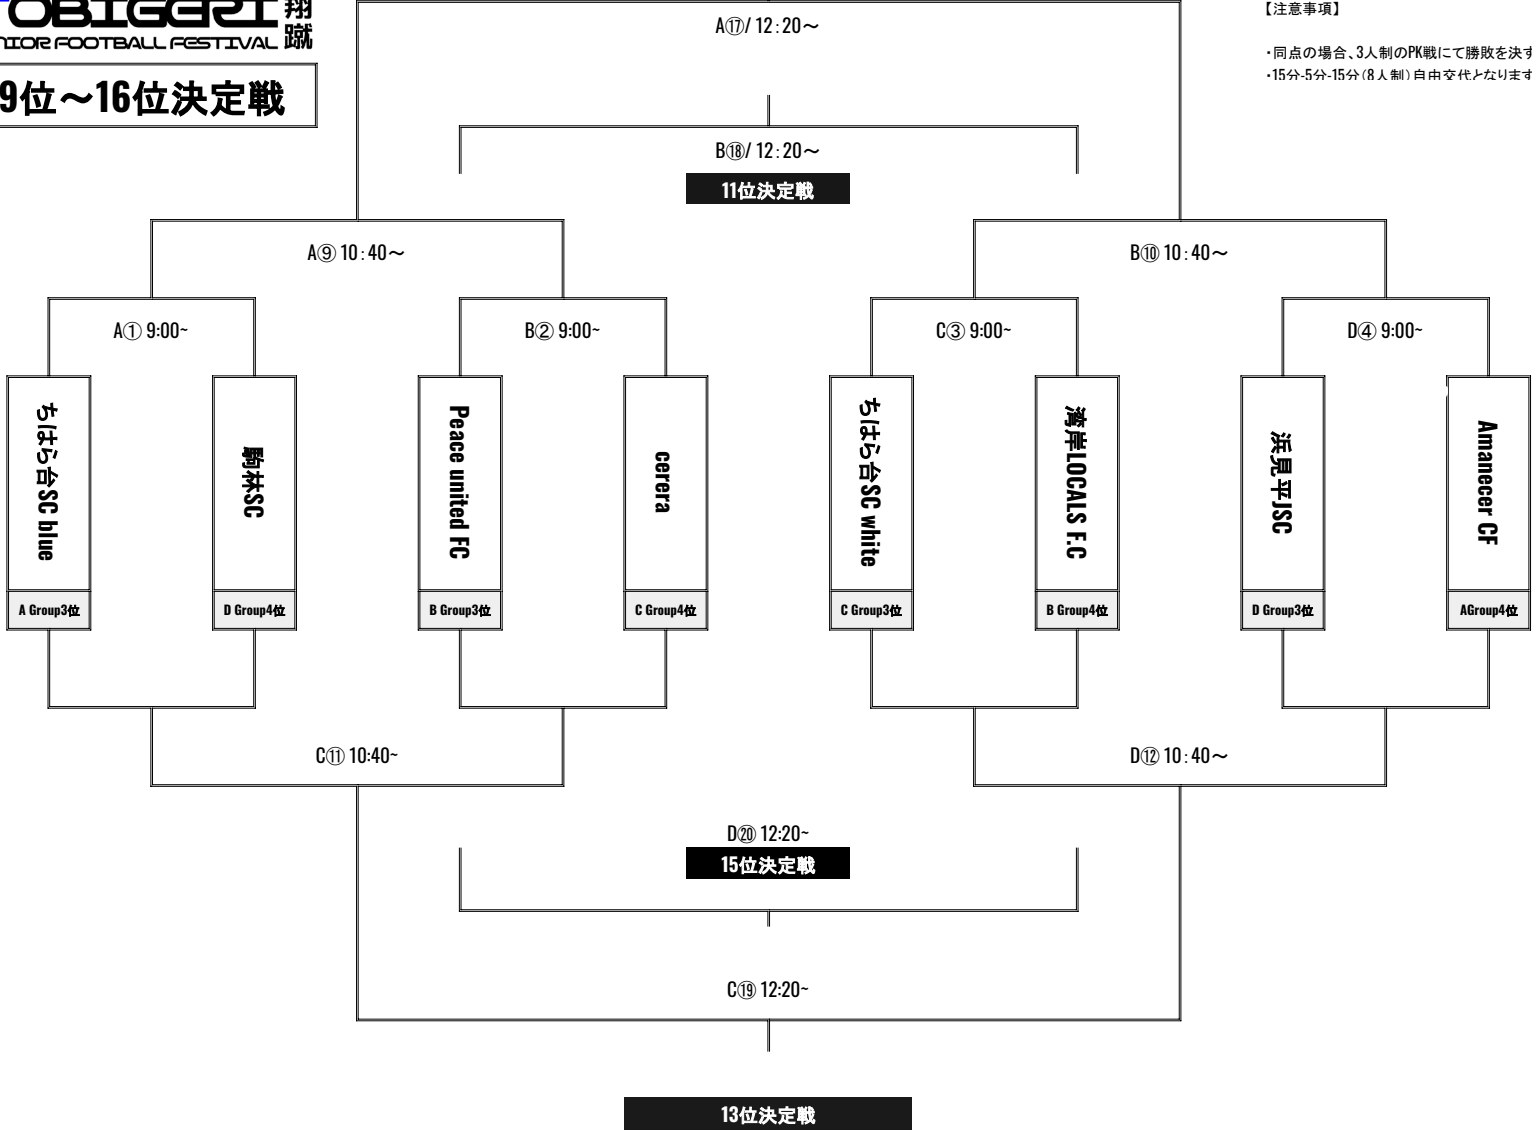 OBIGERI 翔蹴
NIOR FOOTBALL FESTIVAL
9位～16位決定戦
【注意事項】
・同点の場合、3人制のPK戦にて勝敗を決す
・15分-5分-15分(8人制)自由交代となります
A⑰/ 12:20～
B⑱/ 12:20～
11位決定戦
A⑨ 10:40～
B⑩ 10:40～
A① 9:00~
B② 9:00~
C③ 9:00~
D④ 9:00~
ちはら台SC blue
駒林SC
Peace united FC
cerera
ちはら台SC white
湾岸LOCALS F.C
浜見平JSC
Amanecer CF
A Group3位
D Group4位
B Group3位
C Group4位
C Group3位
B Group4位
D Group3位
AGroup4位
C⑪ 10:40~
D⑫ 10:40～
D⑳ 12:20~
15位決定戦
C⑲ 12:20~
13位決定戦